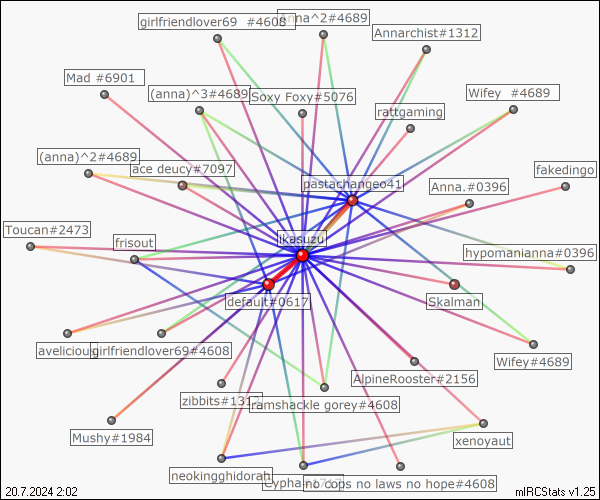 girlfriendlover69 #4608
Anna^2#4689
Annarchist#1312
Mad #6901
(anna)^3#4689
Soxy Foxy#5076
Wifey #4689
rattgaming
(anna)^2#4689
ace deucy#7097
pastachangeo41
Anna.#0396
fakedingo
Toucan#2473
frisout
ikasuzu
hypomanianna#0396
default#0617
Skalman
avelicious
girlfriendlover69#4608
Wifey#4689
zibbits#1312
ramshackle gorey#4608
AlpineRooster#2156
Mushy#1984
xenoyaut
neokingghidorah
no cops no laws no hope#4608
20.7.2024 2:02
mIRCStats v1.25